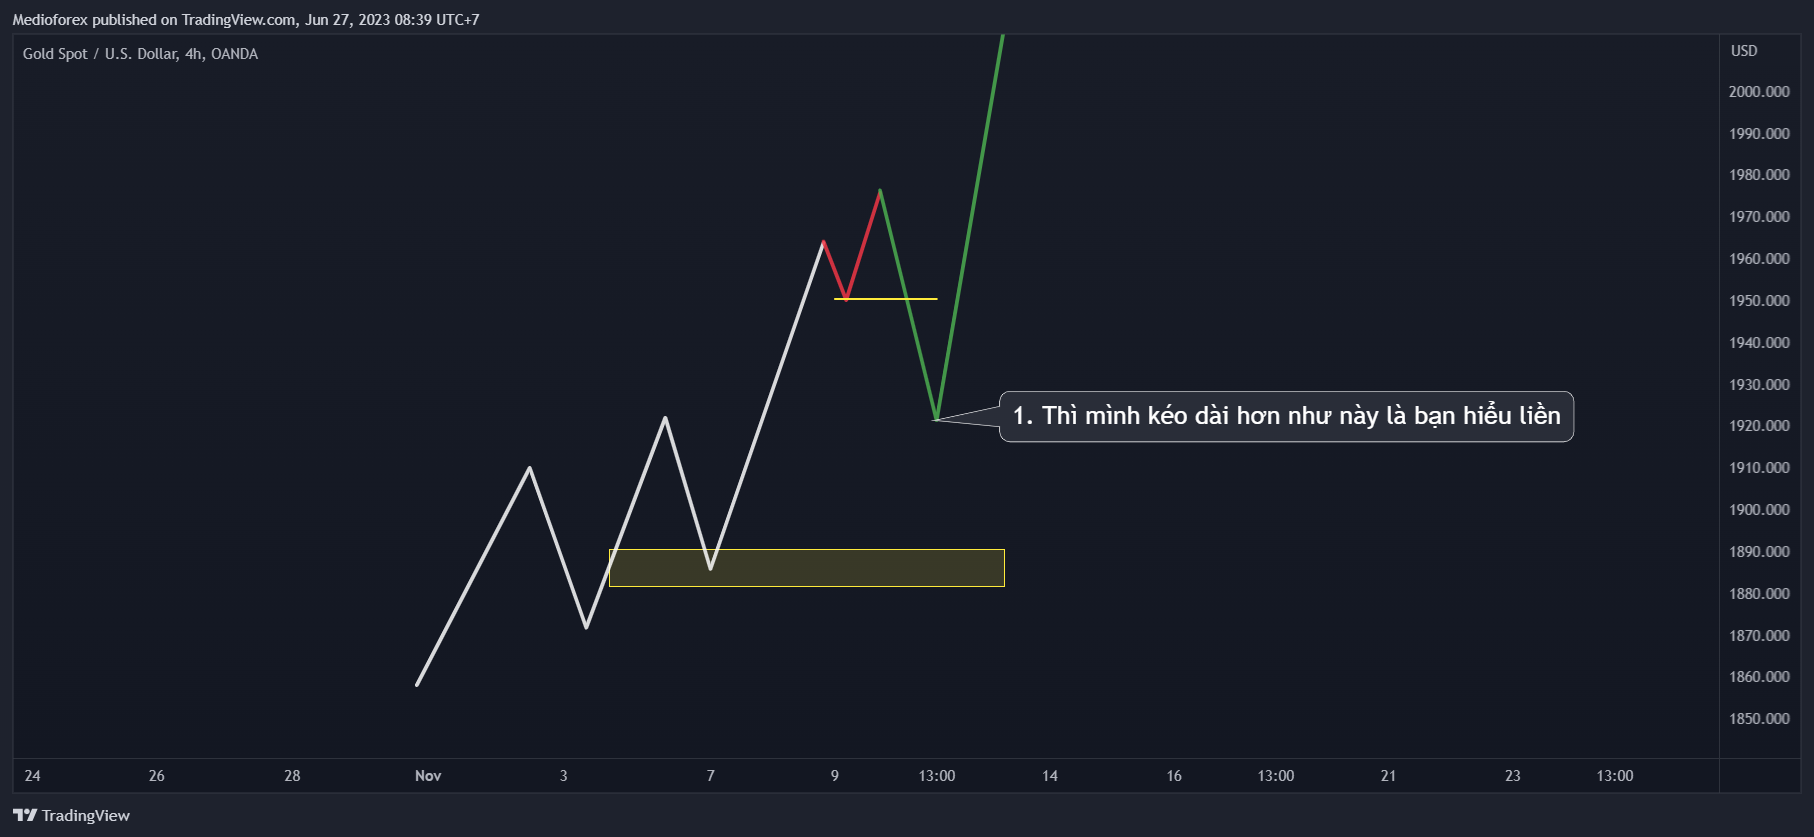 Medioforex published on TradingView.com, Jun 27, 2023 08:39 UTC+7
Gold Spot / U.S. Dollar, 4h, OANDA
USD
2000.000
1990.000
1980.000
1970.000
1960.000
1950.000
1940.000
1930.000
1. Thì mình kéo dài hơn như này là bạn hiểu liền
1920.000
1910.000
1900.000
1890.000
1880.000
1870.000
1860.000
1850.000
24 26 28 Nov 3 7 9 13:00 14 16 13:00 21 23 13:00
TradingView